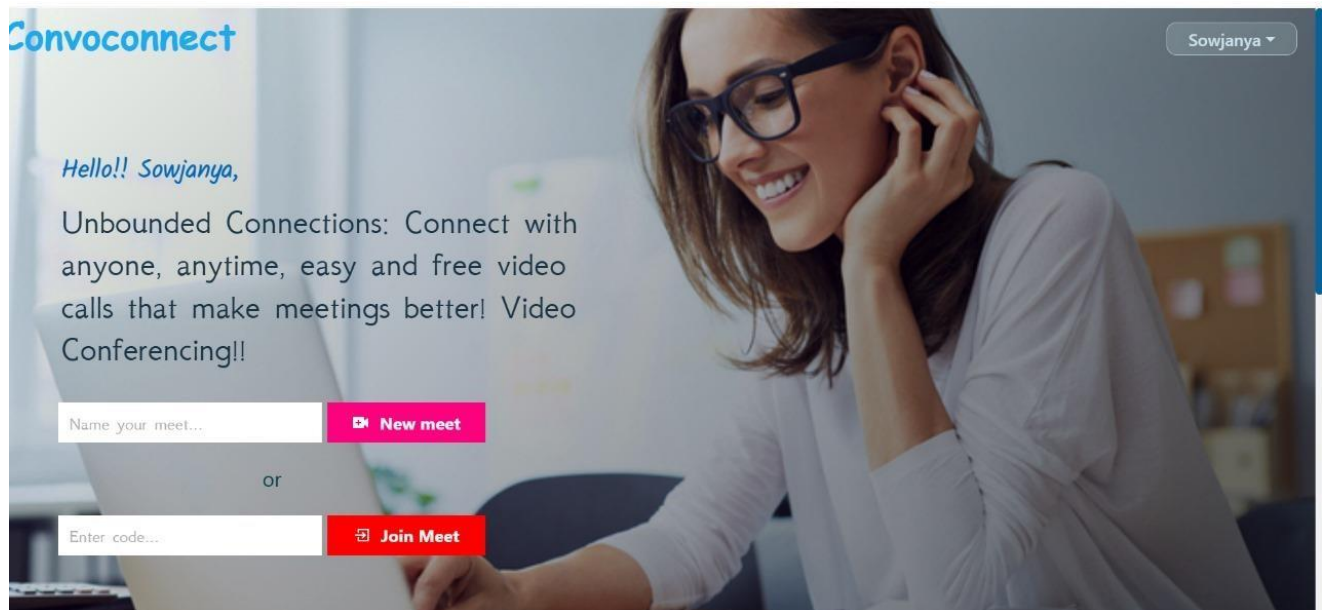 Convoconnect
Sowjanya
Hello!! Sowjanya,
Unbounded Connections: Connect with
anyone, anytime, easy and free video
calls that make meetings better! Video
Conferencing!!
Name your meet...
New meet
or
Enter code...
Join Meet